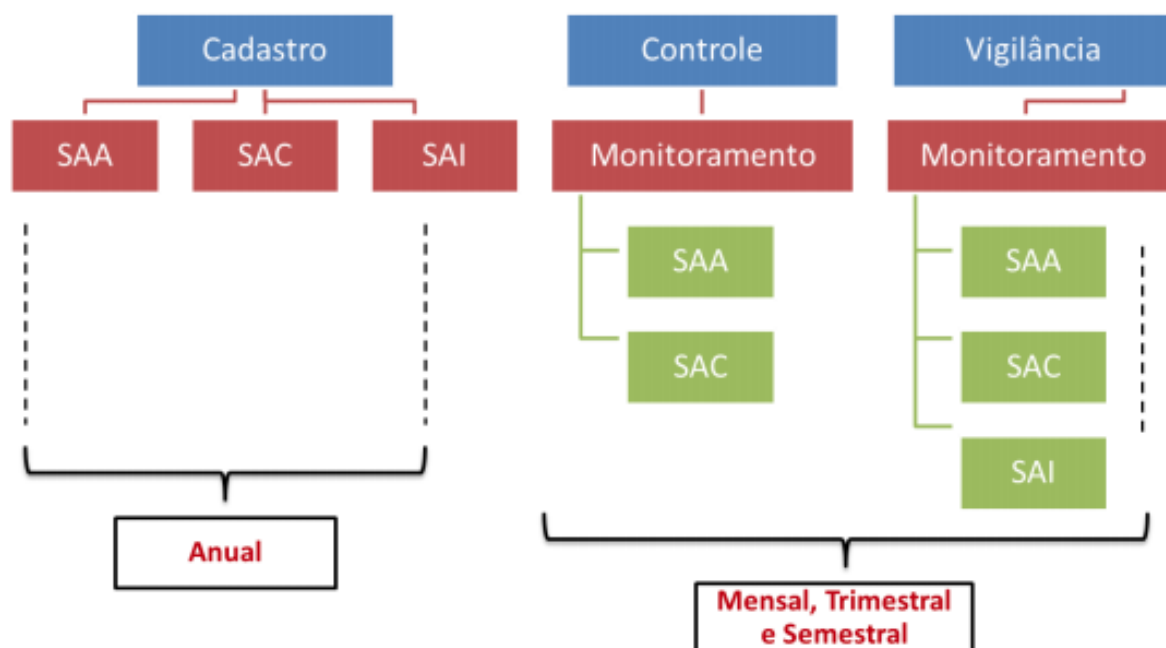 Cadastro
Controle
Vigilância
SAA
SAC
SAI
Monitoramento
Monitoramento
SAA
SAC
SAA
SAC
SAI
Anual
Mensal, Trimestral
e Semestral